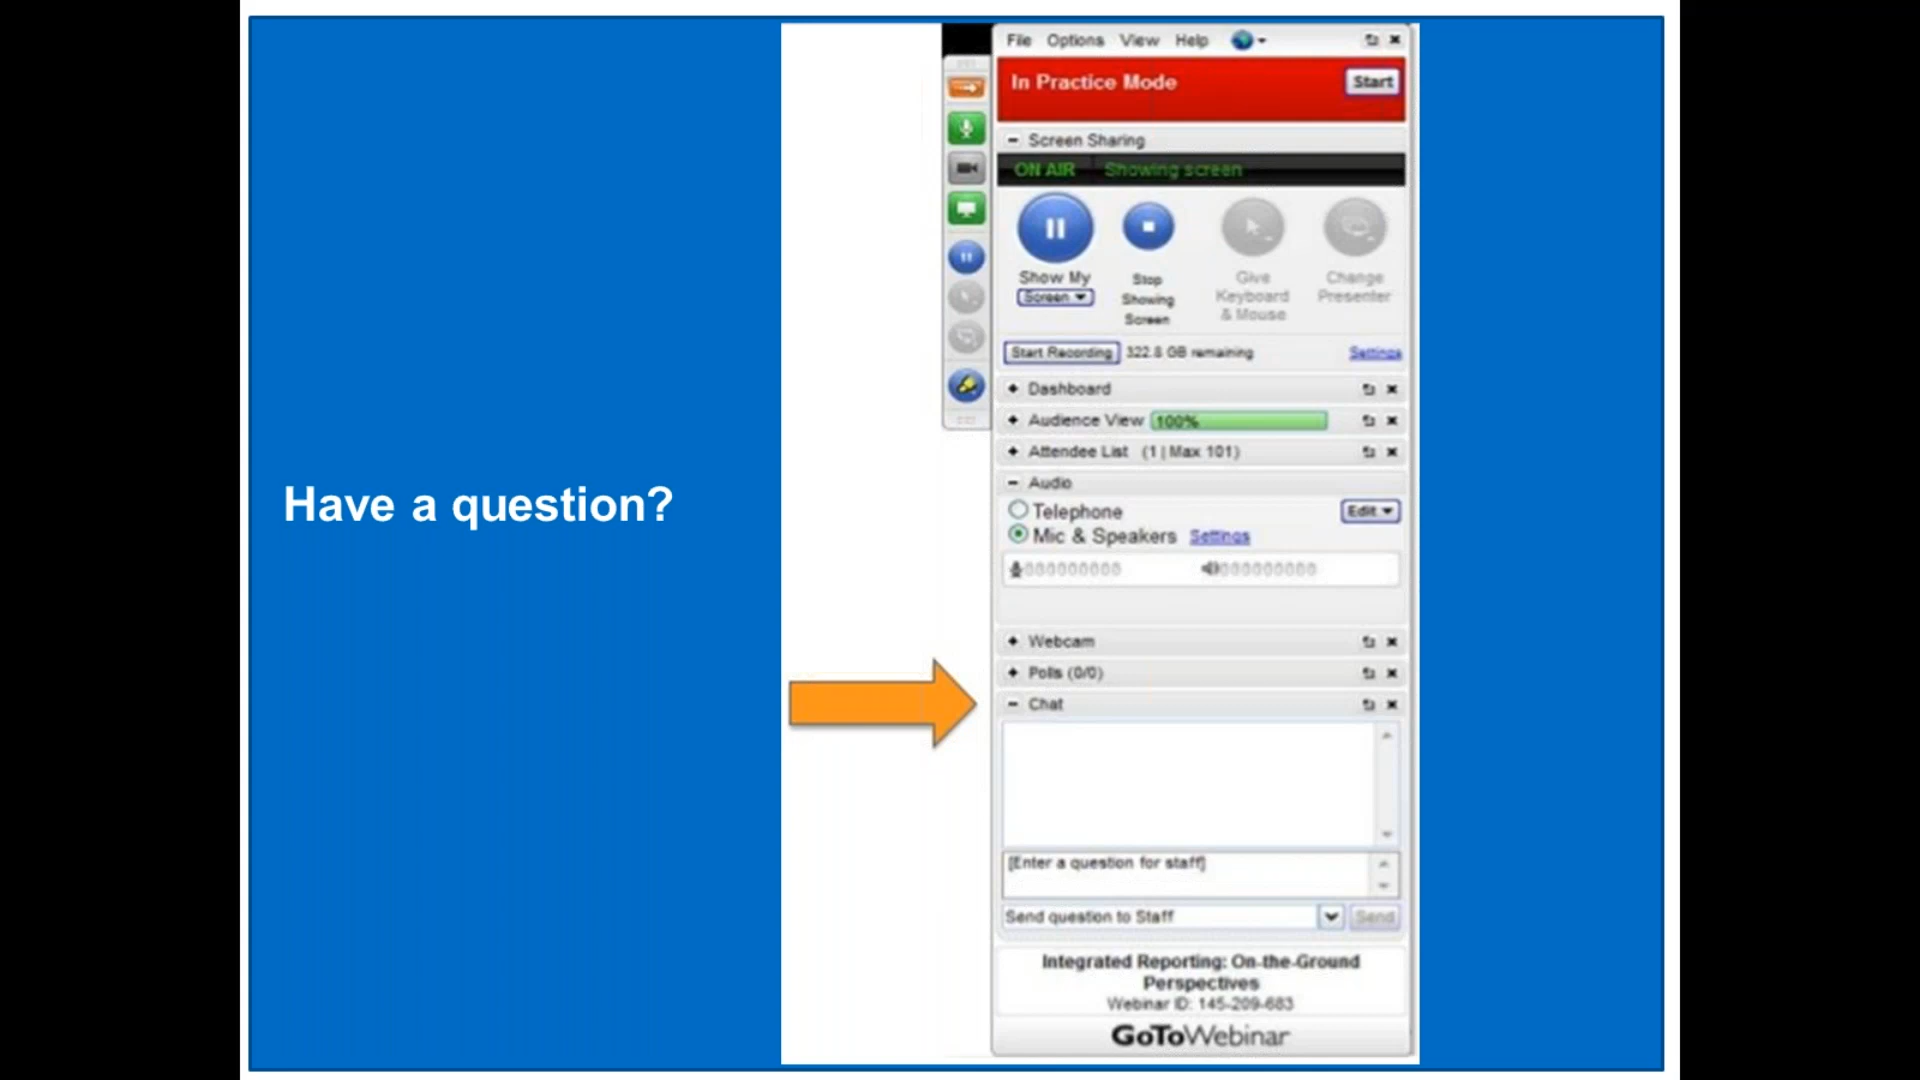 Have a question?
File Options View Help
In Practice Mode
Start
Screen Sharing
ON AIR Showing screen
Show My
Screen
Stop
Showing
Screen
Give
Keyboard
& Mouse
Change
Presenter
Start Recording 322.8 GB remaining Settings
Dashboard
Audience View 100%
Attendee List (1 | Max 101)
Audio
Telephone
Edit
Mic & Speakers Settings
Webcam
Polls (0/0)
Chat
[Enter a question for staff]
Send question to Staff
Send
Integrated Reporting: On-the-Ground
Perspectives
Webinar ID: 145-209-683
GoToWebinar